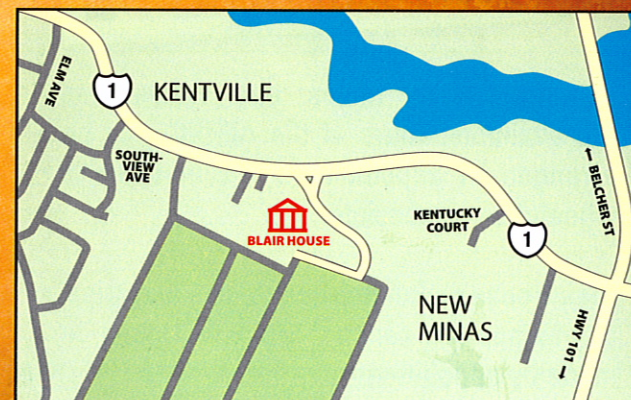 ELM AVE
1
KENTVILLE
SOUTH-
VIEW
AVE
BLAIR HOUSE
KENTUCKY
COURT
1
← BELCHER ST
NEW
MINAS
HWY 101 →